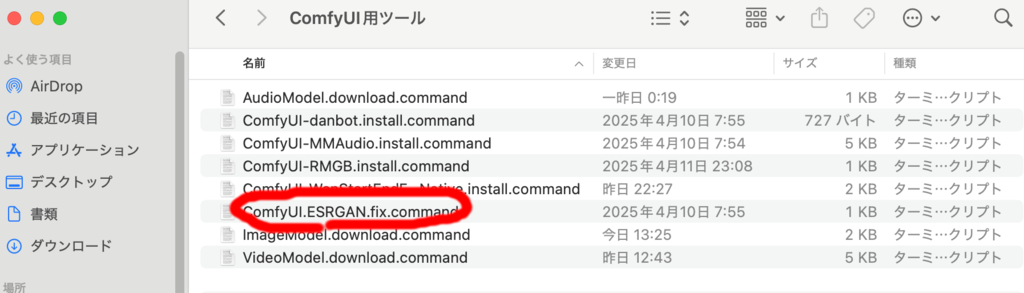 ComfyUI用ツール
よく使う項目
AirDrop
最近の項目
アプリケーション
デスクトップ
書類
ダウンロード
場所
名前 変更日 サイズ 種類
AudioModel.download.command 一昨日 0:19 1 KB ターミ…クリプト
ComfyUI-danbot.install.command 2025年4月10日 7:55 727 バイト ターミ…クリプト
ComfyUI-MMAudio.install.command 2025年4月10日 7:54 5 KB ターミ…クリプト
ComfyUI-RMGB.install.command 2025年4月11日 23:08 1 KB ターミ…クリプト
Native.install.command 昨日 22:27 2 KB ターミ…クリプト
ComfyUI.ESRGAN.fix.command 2025年4月10日 7:55 1 KB ターミ…クリプト
ImageModel.download.command 今日 13:25 2 KB ターミ…クリプト
VideoModel.download.command 昨日 12:43 5 KB ターミ…クリプト